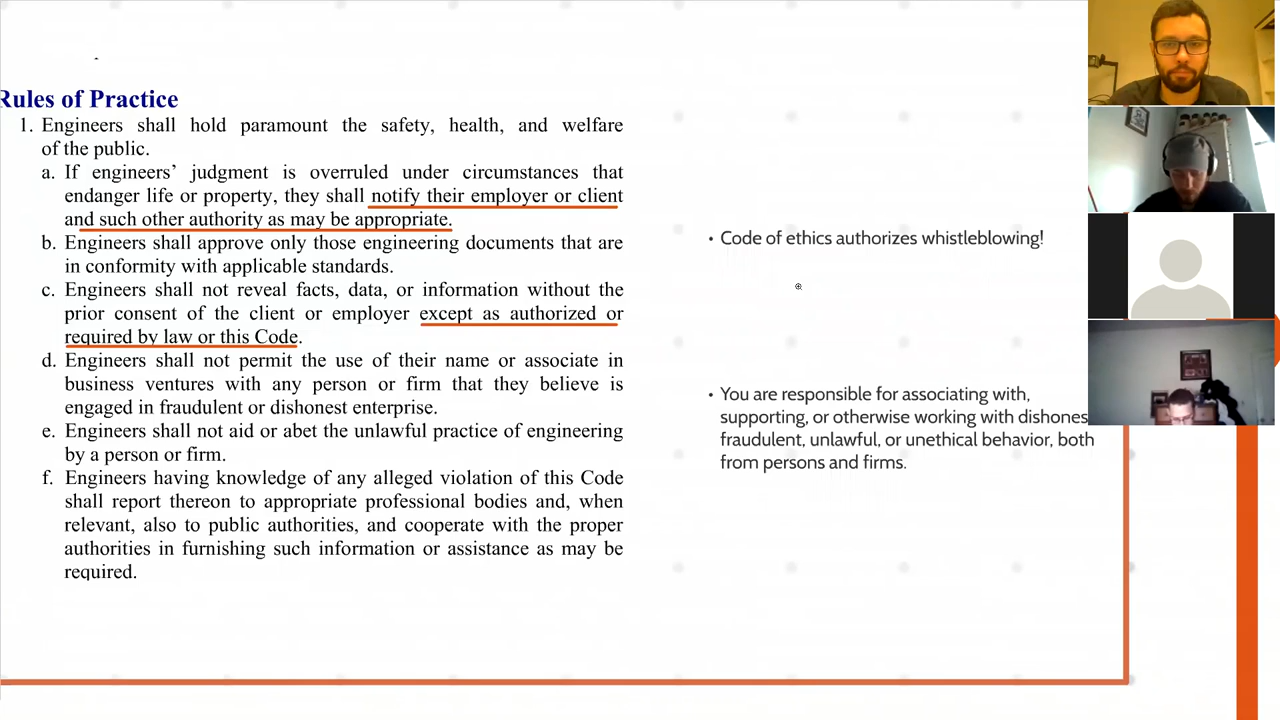 Rules of Practice
1. Engineers shall hold paramount the safety, health, and welfare
of the public.
a. If engineers’ judgment is overruled under circumstances that
endanger life or property, they shall notify their employer or client
and such other authority as may be appropriate.
b. Engineers shall approve only those engineering documents that are
in conformity with applicable standards.
c. Engineers shall not reveal facts, data, or information without the
prior consent of the client or employer except as authorized or
required by law or this Code.
d. Engineers shall not permit the use of their name or associate in
business ventures with any person or firm that they believe is
engaged in fraudulent or dishonest enterprise.
e. Engineers shall not aid or abet the unlawful practice of engineering
by a person or firm.
f. Engineers having knowledge of any alleged violation of this Code
shall report thereon to appropriate professional bodies and, when
relevant, also to public authorities, and cooperate with the proper
authorities in furnishing such information or assistance as may be
required.
• Code of ethics authorizes whistleblowing!
• You are responsible for associating with,
supporting, or otherwise working with dishones
fraudulent, unlawful, or unethical behavior, both
from persons and firms.